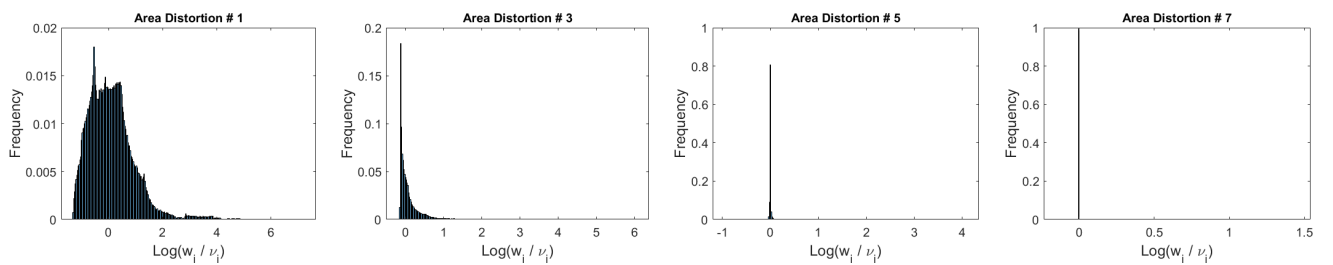 Area Distortion # 1
0.02
0.015
0.01
0.005
0
Frequency
0 2 4 6
Log(w_i / ν_i)
Area Distortion # 3
0.2
0.15
0.1
0.05
0
Frequency
0 1 2 3 4 5 6
Log(w_i / ν_i)
Area Distortion # 5
1
0.8
0.6
0.4
0.2
0
Frequency
-1 0 1 2 3 4
Log(w_i / ν_i)
Area Distortion # 7
1
0.8
0.6
0.4
0.2
0
Frequency
0 0.5 1 1.5
Log(w_i / ν_i)